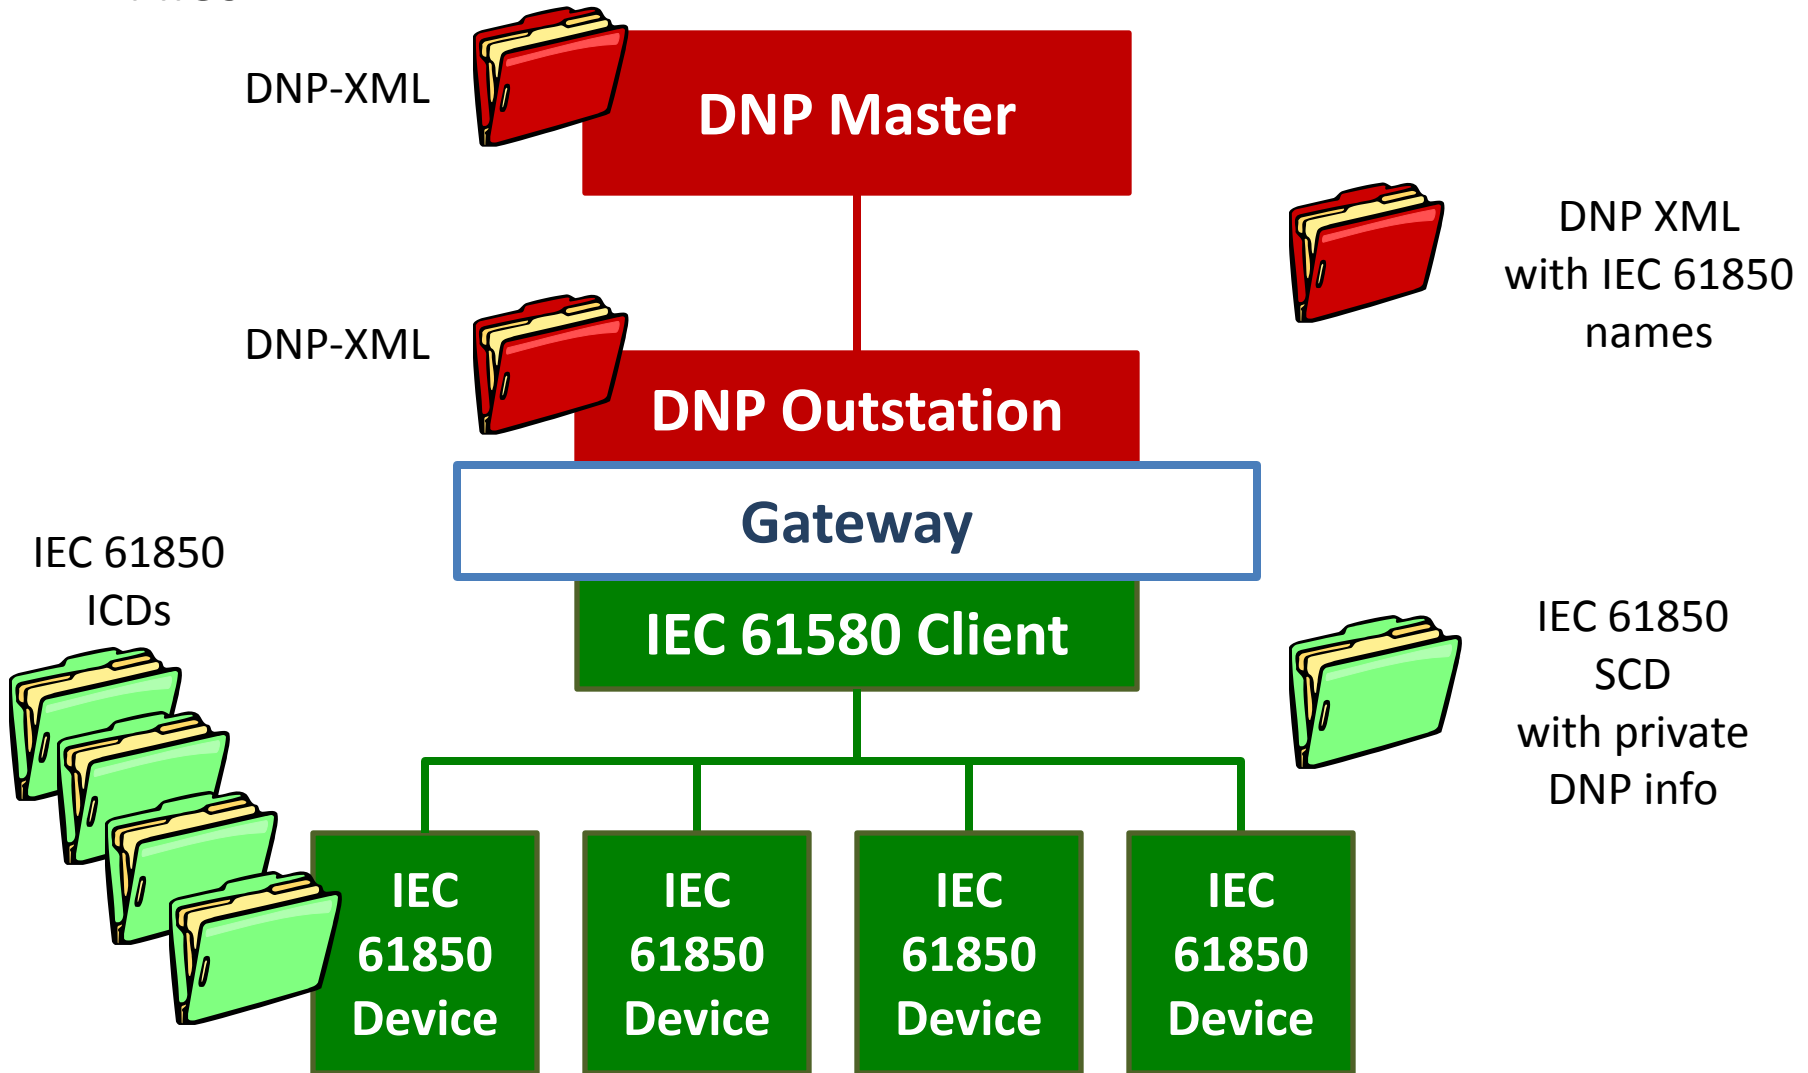 DNP-XML
DNP Master
DNP XML
with IEC 61850
names
DNP-XML
DNP Outstation
Gateway
IEC 61850
ICDs
IEC 61580 Client
IEC 61850
SCD
with private
DNP info
IEC
61850
Device
IEC
61850
Device
IEC
61850
Device
IEC
61850
Device